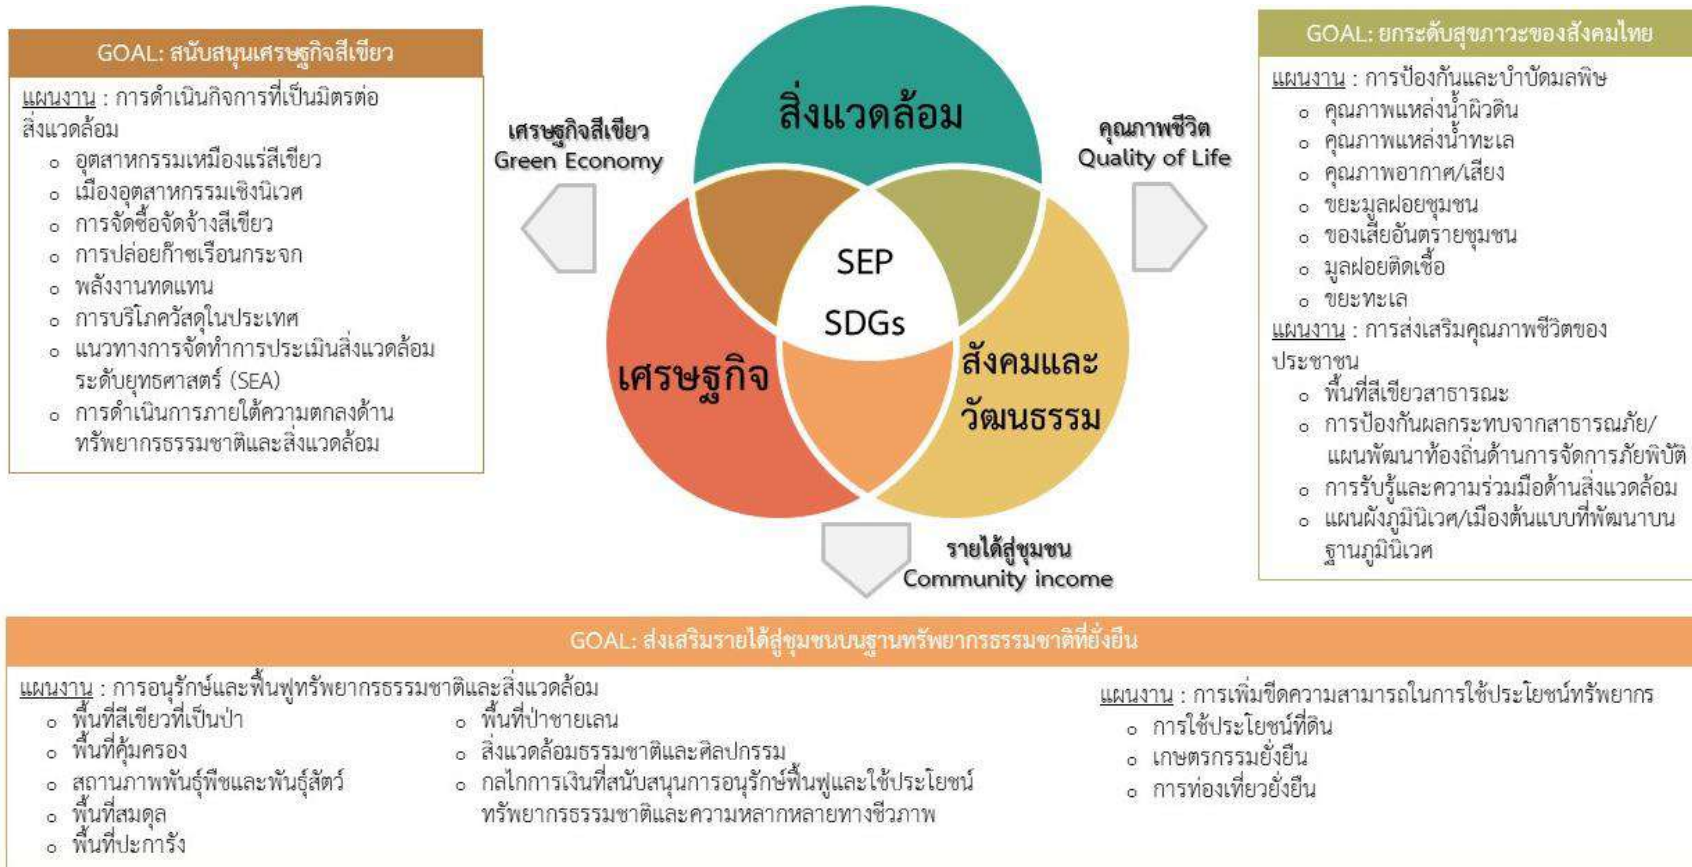 GOAL: สนับสนุนเศรษฐกิจสีเขียว
แผนงาน : การดำเนินกิจการที่เป็นมิตรต่อ
สิ่งแวดล้อม
o อุตสาหกรรมเหมืองแร่สีเขียว
o เมืองอุตสาหกรรมเชิงนิเวศ
o การจัดซื้อจัดจ้างสีเขียว
o การปล่อยก๊าซเรือนกระจก
o พลังงานทดแทน
o การบริโภควัสดุในประเทศ
o แนวทางการจัดทำการประเมินสิ่งแวดล้อม
ระดับยุทธศาสตร์ (SEA)
o การดำเนินการภายใต้ความตกลงด้าน
ทรัพยากรธรรมชาติและสิ่งแวดล้อม
เศรษฐกิจสีเขียว
Green Economy
สิ่งแวดล้อม
SEP
SDGs
เศรษฐกิจ
สังคมและ
วัฒนธรรม
คุณภาพชีวิต
Quality of Life
รายได้สู่ชุมชน
Community income
GOAL: ยกระดับสุขภาวะของสังคมไทย
แผนงาน : การป้องกันและบำบัดมลพิษ
o คุณภาพแหล่งน้ำผิวดิน
o คุณภาพแหล่งน้ำทะเล
o คุณภาพอากาศ/เสียง
o ขยะมูลฝอยชุมชน
o ของเสียอันตรายชุมชน
o มูลฝอยติดเชื้อ
o ขยะทะเล
แผนงาน : การส่งเสริมคุณภาพชีวิตของ
ประชาชน
o พื้นที่สีเขียวสาธารณะ
o การป้องกันผลกระทบจากสาธารณภัย/
แผนพัฒนาท้องถิ่นด้านการจัดการภัยพิบัติ
o การรับรู้และความร่วมมือด้านสิ่งแวดล้อม
o แผนผังภูมินิเวศ/เมืองต้นแบบที่พัฒนาบน
ฐานภูมินิเวศ
GOAL: ส่งเสริมรายได้สู่ชุมชนบนฐานทรัพยากรธรรมชาติที่ยั่งยืน
แผนงาน : การอนุรักษ์และฟื้นฟูทรัพยากรธรรมชาติและสิ่งแวดล้อม
o พื้นที่สีเขียวที่เป็นป่า
o พื้นที่คุ้มครอง
o สถานภาพพันธุ์พืชและพันธุ์สัตว์
o พื้นที่สมดุล
o พื้นที่ปะการัง
o พื้นที่ป่าชายเลน
o สิ่งแวดล้อมธรรมชาติและศิลปกรรม
o กลไกการเงินที่สนับสนุนการอนุรักษ์ฟื้นฟูและใช้ประโยชน์
ทรัพยากรธรรมชาติและความหลากหลายทางชีวภาพ
แผนงาน : การเพิ่มขีดความสามารถในการใช้ประโยชน์ทรัพยากร
o การใช้ประโยชน์ที่ดิน
o เกษตรกรรมยั่งยืน
o การท่องเที่ยวยั่งยืน